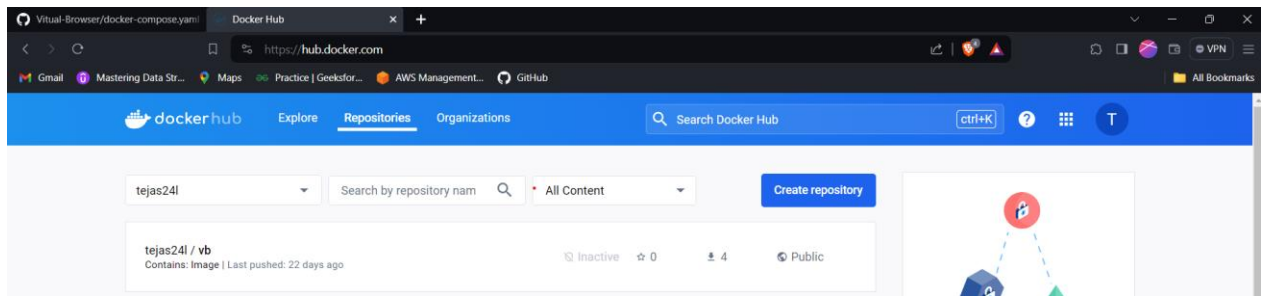 Vitual-Browser/docker-compose.yaml
Docker Hub
https://hub.docker.com
VPN
Gmail
Mastering Data Str...
Maps
Practice | Geeksfor...
AWS Management...
GitHub
All Bookmarks
dockerhub
Explore
Repositories
Organizations
Search Docker Hub
ctrl+K
?
T
tejas24l
Search by repository nam
All Content
Create repository
tejas24l / vb
Contains: Image | Last pushed: 22 days ago
Inactive
0
4
Public